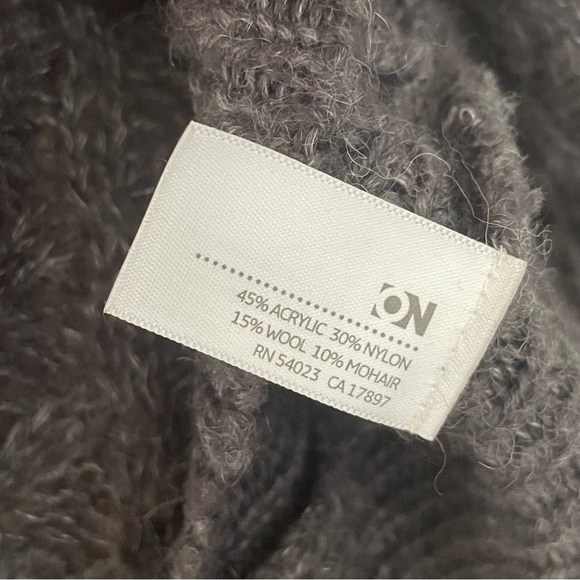 ON
45% ACRYLIC 30% NYLON
15% WOOL 10% MOHAIR
RN 54023 CA 17897